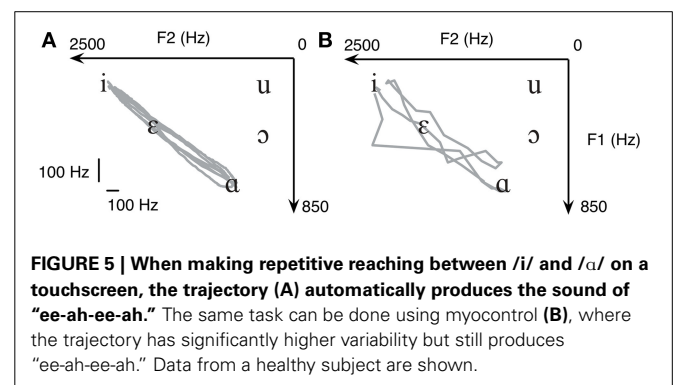 A 2500 F2 (Hz) 0 B 2500 F2 (Hz) 0
i u i u
ε ɔ ε ɔ F1 (Hz)
100 Hz ɑ ɑ
100 Hz 850 850
FIGURE 5 | When making repetitive reaching between /i/ and /ɑ/ on a
touchscreen, the trajectory (A) automatically produces the sound of
“ee-ah-ee-ah.” The same task can be done using myocontrol (B), where
the trajectory has significantly higher variability but still produces
“ee-ah-ee-ah.” Data from a healthy subject are shown.